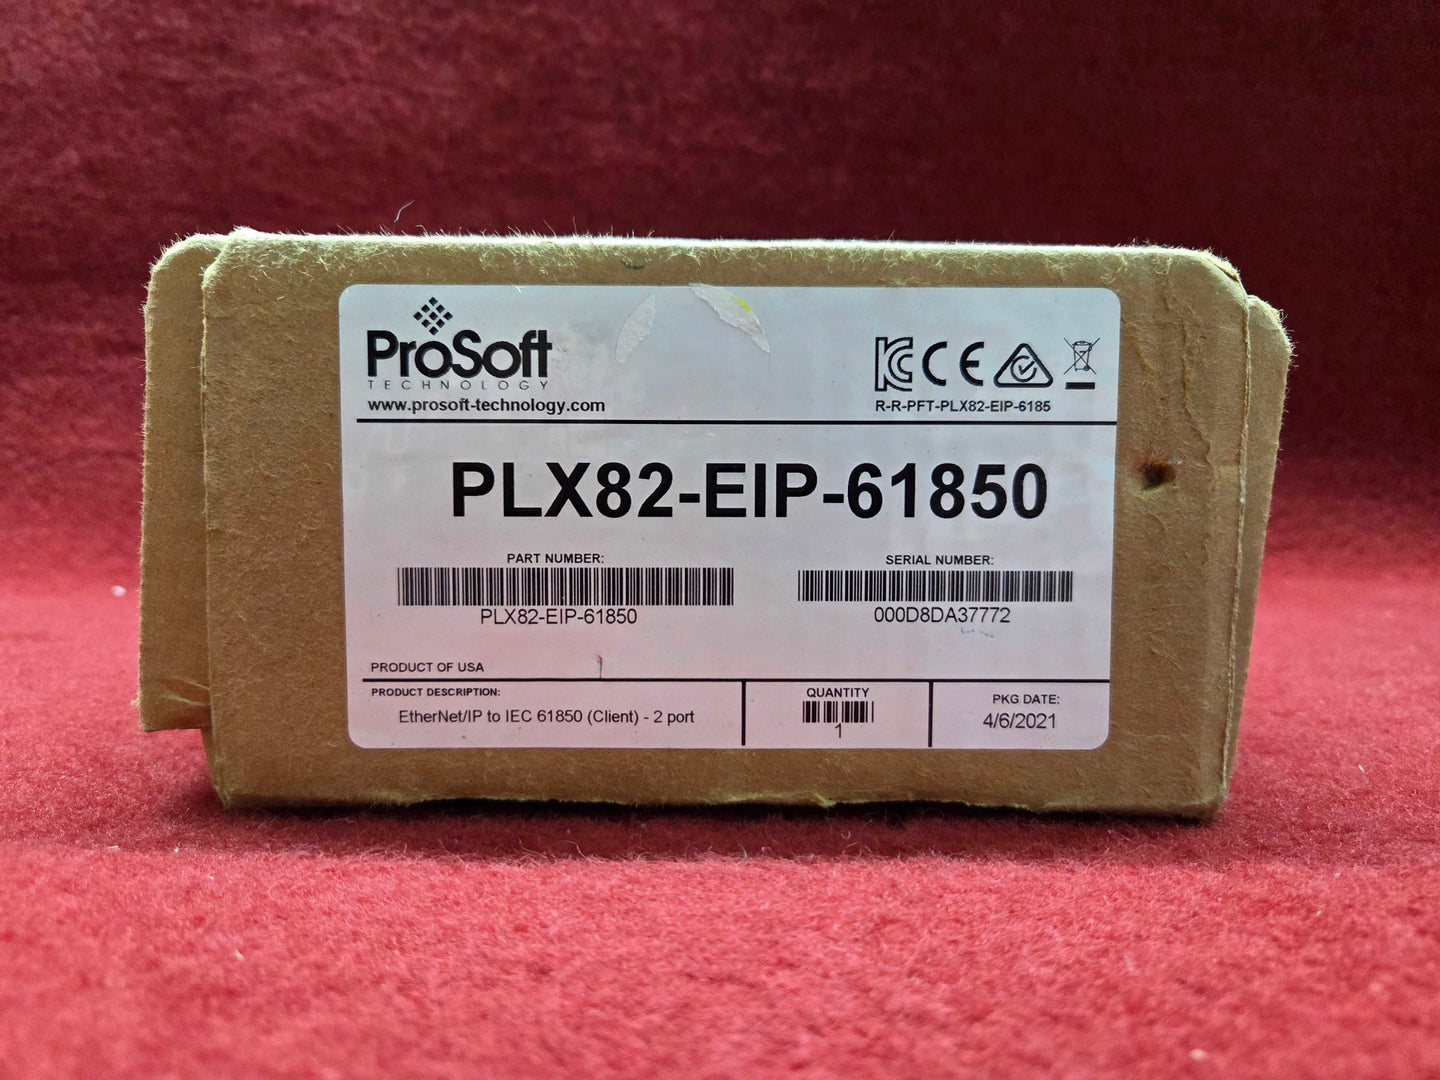 ProSoft
TECHNOLOGY
www.prosoft-technology.com
KC CE
R-R-PFT-PLX82-EIP-6185
PLX82-EIP-61850
PART NUMBER:
PLX82-EIP-61850
SERIAL NUMBER:
000D8DA37772
PRODUCT OF USA
PRODUCT DESCRIPTION:
EtherNet/IP to IEC 61850 (Client) - 2 port
QUANTITY
1
PKG DATE:
4/6/2021